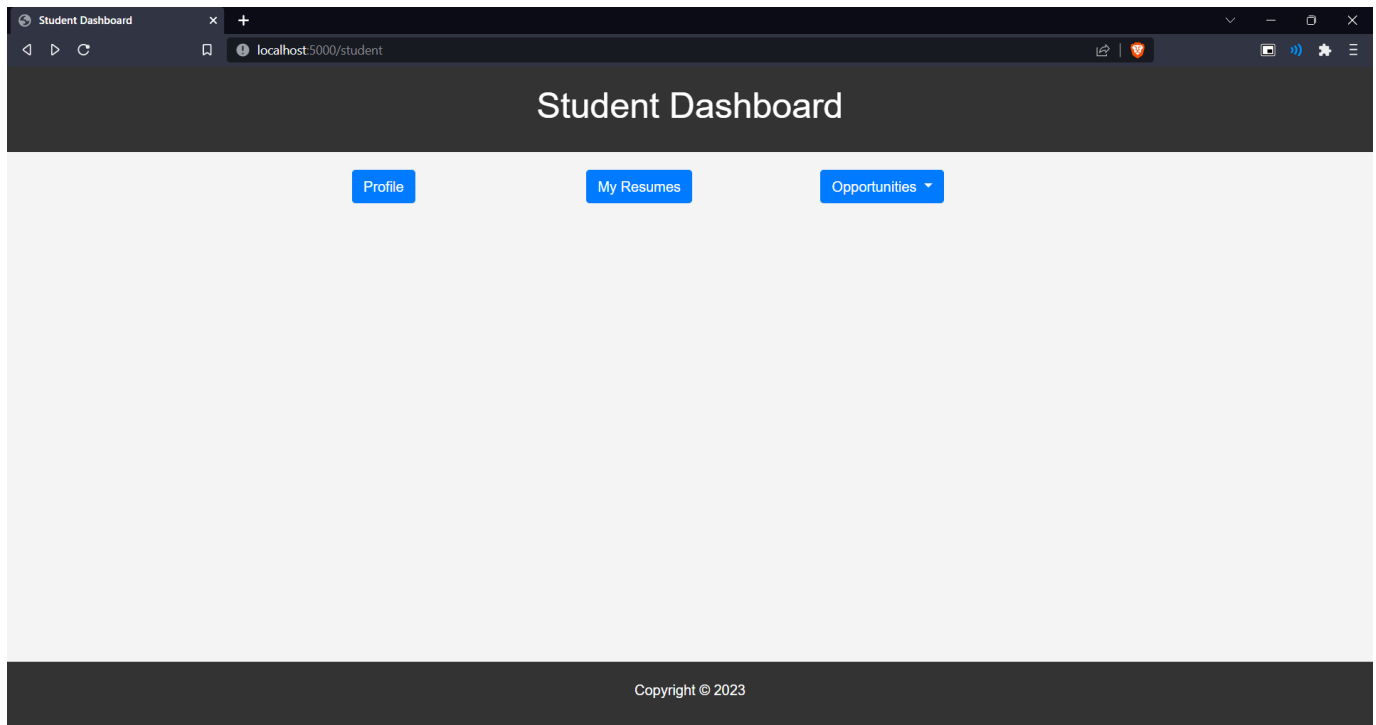 Student Dashboard
localhost:5000/student
Student Dashboard
Profile My Resumes Opportunities
Copyright © 2023